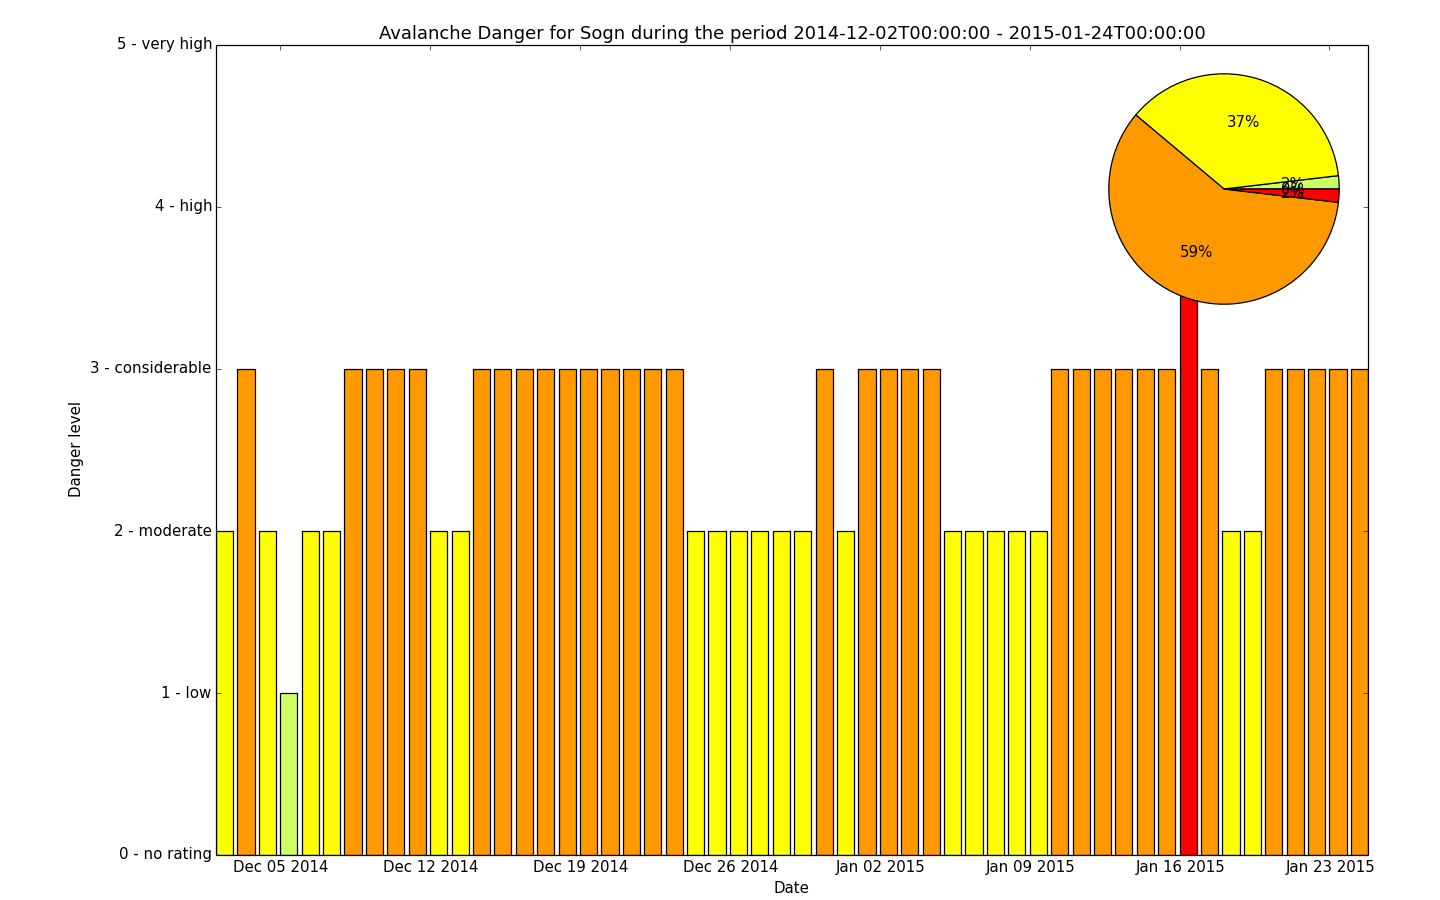 Avalanche Danger for Sogn during the period 2014-12-02T00:00:00 - 2015-01-24T00:00:00
5 - very high
4 - high
3 - considerable
2 - moderate
1 - low
0 - no rating
Danger level
37%
2%
59%
Dec 05 2014
Dec 12 2014
Dec 19 2014
Dec 26 2014
Jan 02 2015
Jan 09 2015
Jan 16 2015
Jan 23 2015
Date